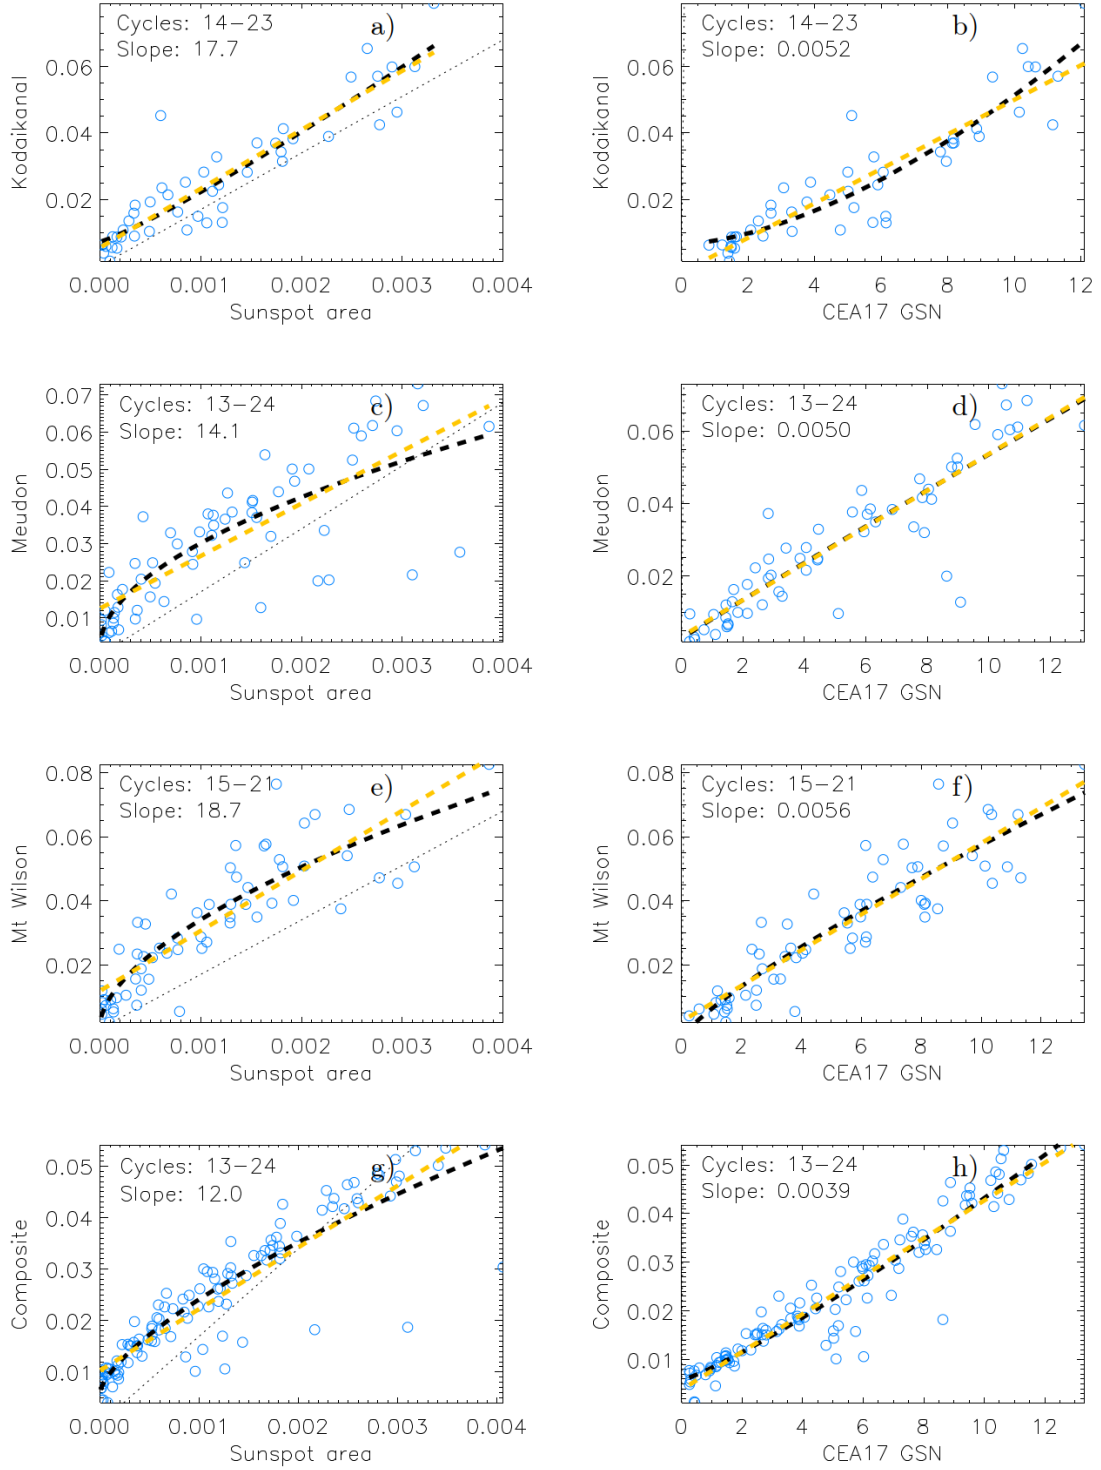 Cycles: 14−23
Slope: 17.7
a)
Kodaikanal
0.06
0.04
0.02
0.000 0.001 0.002 0.003 0.004
Sunspot area
Cycles: 14−23
Slope: 0.0052
b)
Kodaikanal
0.06
0.04
0.02
0 2 4 6 8 10 12
CEA17 GSN
Cycles: 13−24
Slope: 14.1
c)
Meudon
0.07
0.06
0.05
0.04
0.03
0.02
0.01
0.000 0.001 0.002 0.003 0.004
Sunspot area
Cycles: 13−24
Slope: 0.0050
d)
Meudon
0.06
0.04
0.02
0 2 4 6 8 10 12
CEA17 GSN
Cycles: 15−21
Slope: 18.7
e)
Mt Wilson
0.08
0.06
0.04
0.02
0.000 0.001 0.002 0.003 0.004
Sunspot area
Cycles: 15−21
Slope: 0.0056
f)
Mt Wilson
0.08
0.06
0.04
0.02
0 2 4 6 8 10 12
CEA17 GSN
Cycles: 13−24
Slope: 12.0
g)
Composite
0.05
0.04
0.03
0.02
0.01
0.000 0.001 0.002 0.003 0.004
Sunspot area
Cycles: 13−24
Slope: 0.0039
h)
Composite
0.05
0.04
0.03
0.02
0.01
0 2 4 6 8 10 12
CEA17 GSN